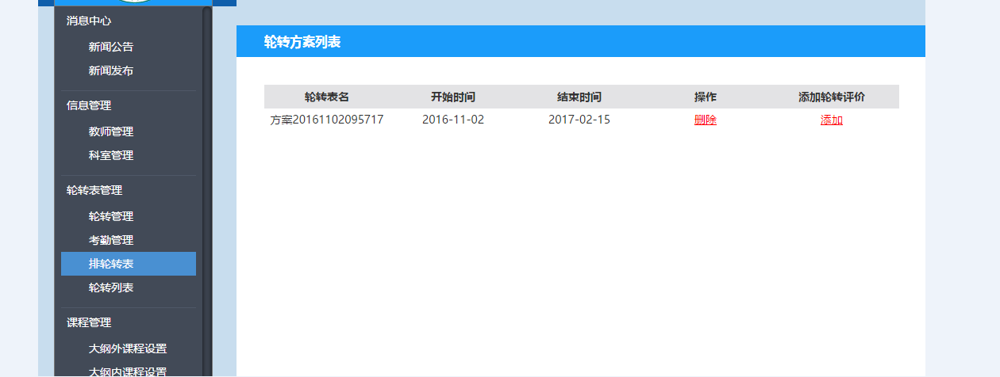 消息中心
新闻公告
新闻发布
信息管理
教师管理
科室管理
轮转表管理
轮转管理
考勤管理
排轮转表
轮转列表
课程管理
大纲外课程设置
大纲内课程设置
轮转方案列表
轮转表名 开始时间 结束时间 操作 添加轮转评价
方案20161102095717 2016-11-02 2017-02-15 删除 添加